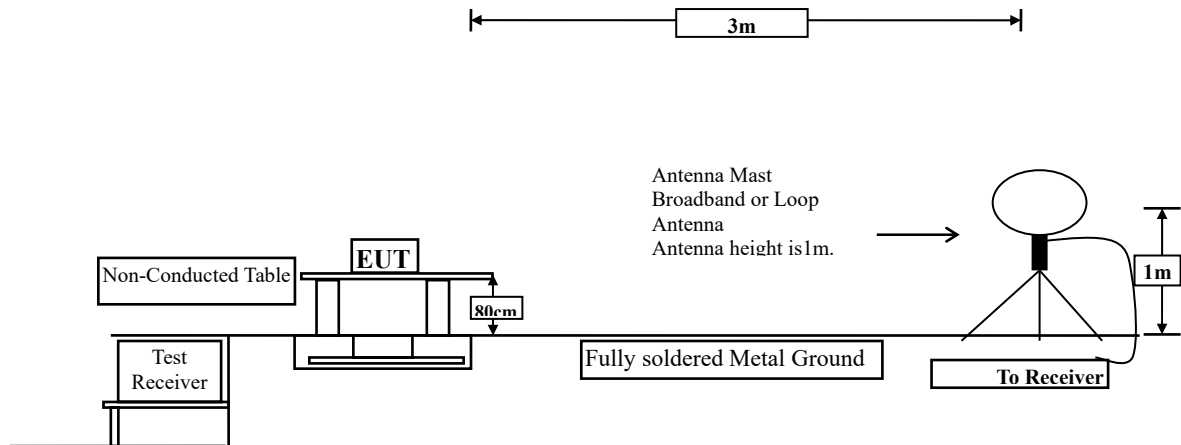 3m
Antenna Mast
Broadband or Loop
Antenna
Antenna height is1m.
EUT
Non-Conducted Table
80cm
1m
Test
Receiver
Fully soldered Metal Ground
To Receiver